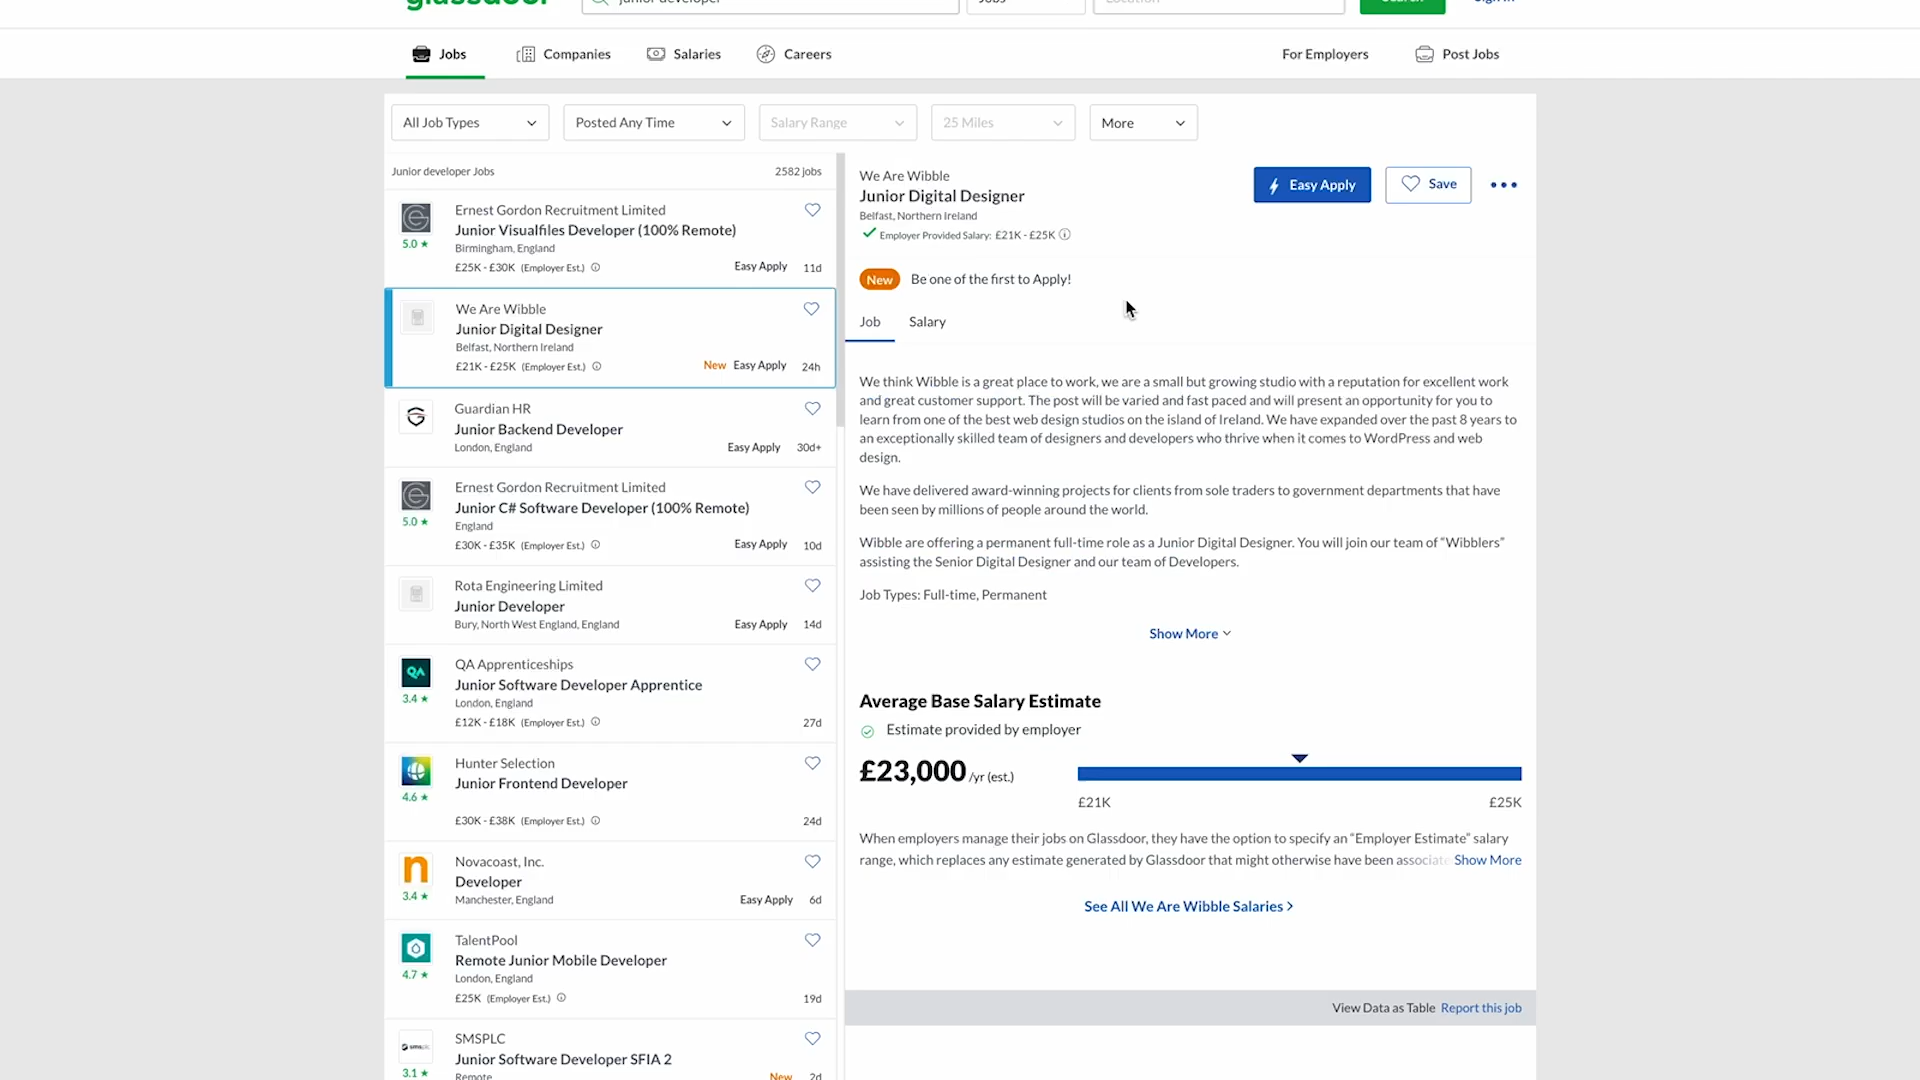 glassdoor
junior developer
Jobs
Location
Search
Sign In
Jobs
Companies
Salaries
Careers
For Employers
Post Jobs
All Job Types
Posted Any Time
Salary Range
25 Miles
More
Junior developer Jobs
2582 jobs
Ernest Gordon Recruitment Limited
Junior Visualfiles Developer (100% Remote)
5.0 ★
Birmingham, England
£25K - £30K (Employer Est.)
Easy Apply
11d
We Are Wibble
Junior Digital Designer
Belfast, Northern Ireland
£21K - £25K (Employer Est.)
New
Easy Apply
24h
Guardian HR
Junior Backend Developer
London, England
Easy Apply
30d+
Ernest Gordon Recruitment Limited
Junior C# Software Developer (100% Remote)
5.0 ★
England
£30K - £35K (Employer Est.)
Easy Apply
10d
Rota Engineering Limited
Junior Developer
Bury, North West England, England
Easy Apply
14d
QA
QA Apprenticeships
Junior Software Developer Apprentice
3.4 ★
London, England
£12K - £18K (Employer Est.)
27d
Hunter Selection
Junior Frontend Developer
4.6 ★
£30K - £38K (Employer Est.)
24d
n
Novacoast, Inc.
Developer
3.4 ★
Manchester, England
Easy Apply
6d
TalentPool
Remote Junior Mobile Developer
4.7 ★
London, England
£25K (Employer Est.)
19d
SMSPLC
Junior Software Developer SFIA 2
3.1 ★
Remote
New
2d
We Are Wibble
Junior Digital Designer
Belfast, Northern Ireland
Employer Provided Salary: £21K - £25K
Easy Apply
Save
New
Be one of the first to Apply!
Job
Salary
We think Wibble is a great place to work, we are a small but growing studio with a reputation for excellent work
and great customer support. The post will be varied and fast paced and will present an opportunity for you to
learn from one of the best web design studios on the island of Ireland. We have expanded over the past 8 years to
an exceptionally skilled team of designers and developers who thrive when it comes to WordPress and web
design.
We have delivered award-winning projects for clients from sole traders to government departments that have
been seen by millions of people around the world.
Wibble are offering a permanent full-time role as a Junior Digital Designer. You will join our team of “Wibblers”
assisting the Senior Digital Designer and our team of Developers.
Job Types: Full-time, Permanent
Show More
Average Base Salary Estimate
Estimate provided by employer
£23,000 /yr (est.)
£21K
£25K
When employers manage their jobs on Glassdoor, they have the option to specify an “Employer Estimate” salary
range, which replaces any estimate generated by Glassdoor that might otherwise have been associate Show More
See All We Are Wibble Salaries >
View Data as Table
Report this job